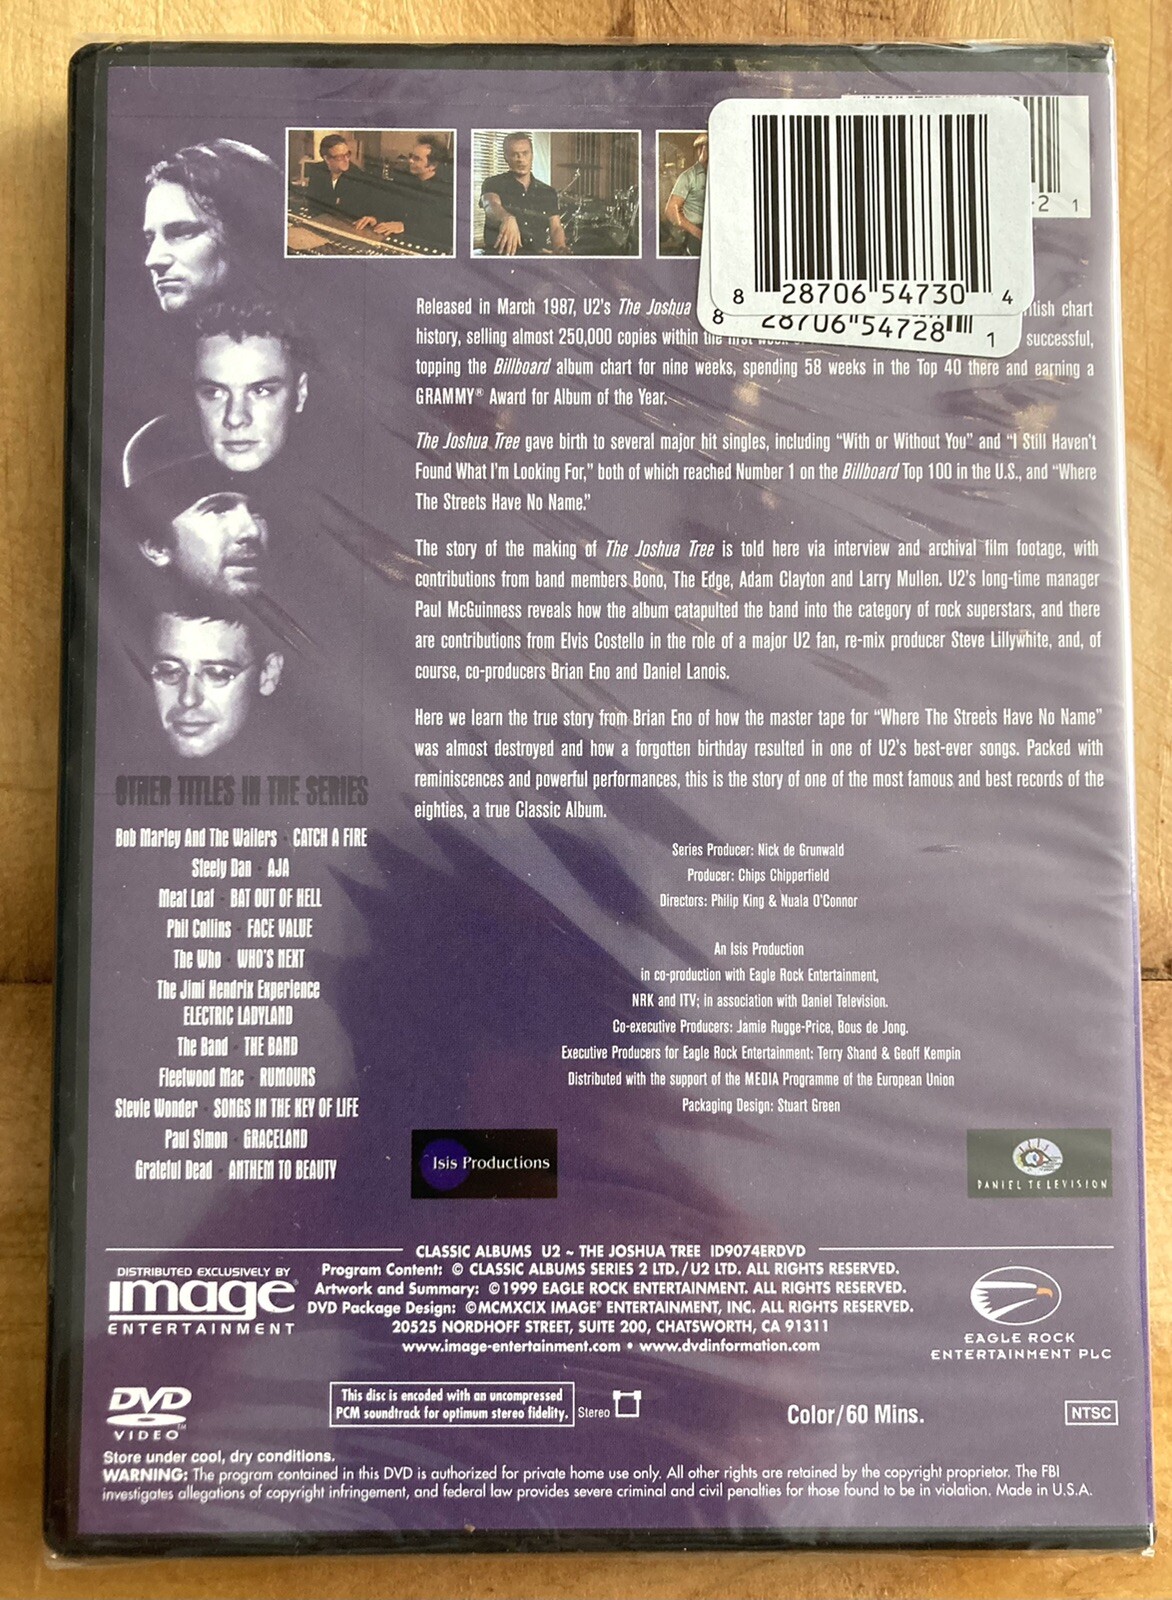 2 1
8 28706 54730 4
8 28706 54728 1
Released in March 1987, U2's The Joshua
chart
history, selling almost 250,000 copies within the first successful,
topping the Billboard album chart for nine weeks, spending 58 weeks in the Top 40 there and earning a
GRAMMY® Award for Album of the Year.
The Joshua Tree gave birth to several major hit singles, including "With or Without You" and "I Still Haven't
Found What I'm Looking For," both of which reached Number 1 on the Billboard Top 100 in the U.S., and "Where
The Streets Have No Name."
The story of the making of The Joshua Tree is told here via interview and archival film footage, with
contributions from band members Bono, The Edge, Adam Clayton and Larry Mullen. U2's long-time manager
Paul McGuinness reveals how the album catapulted the band into the category of rock superstars, and there
are contributions from Elvis Costello in the role of a major U2 fan, re-mix producer Steve Lillywhite, and, of
course, co-producers Brian Eno and Daniel Lanois.
Here we learn the true story from Brian Eno of how the master tape for "Where The Streets Have No Name"
was almost destroyed and how a forgotten birthday resulted in one of U2's best-ever songs. Packed with
reminiscences and powerful performances, this is the story of one of the most famous and best records of the
eighties, a true Classic Album.
OTHER TITLES IN THE SERIES
Bob Marley And The Wailers · CATCH A FIRE
Steely Dan · AJA
Meat Loaf · BAT OUT OF HELL
Phil Collins · FACE VALUE
The Who · WHO'S NEXT
The Jimi Hendrix Experience
ELECTRIC LADYLAND
The Band · THE BAND
Fleetwood Mac · RUMOURS
Stevie Wonder · SONGS IN THE KEY OF LIFE
Paul Simon · GRACELAND
Grateful Dead · ANTHEM TO BEAUTY
Series Producer: Nick de Grunwald
Producer: Chips Chipperfield
Directors: Philip King & Nuala O'Connor
An Isis Production
in co-production with Eagle Rock Entertainment,
NRK and ITV; in association with Daniel Television.
Co-executive Producers: Jamie Rugge-Price, Bous de Jong.
Executive Producers for Eagle Rock Entertainment: Terry Shand & Geoff Kempin
Distributed with the support of the MEDIA Programme of the European Union
Packaging Design: Stuart Green
Isis Productions
DANIEL TELEVISION
CLASSIC ALBUMS U2 ~ THE JOSHUA TREE ID9074ERDVD
DISTRIBUTED EXCLUSIVELY BY
image®
ENTERTAINMENT
Program Content: © CLASSIC ALBUMS SERIES 2 LTD./U2 LTD. ALL RIGHTS RESERVED.
Artwork and Summary: ©1999 EAGLE ROCK ENTERTAINMENT. ALL RIGHTS RESERVED.
DVD Package Design: ©MCMXCIX IMAGE® ENTERTAINMENT, INC. ALL RIGHTS RESERVED.
20525 NORDHOFF STREET, SUITE 200, CHATSWORTH, CA 91311
www.image-entertainment.com • www.dvdinformation.com
EAGLE ROCK
ENTERTAINMENT PLC
DVD
VIDEO™
This disc is encoded with an uncompressed
PCM soundtrack for optimum stereo fidelity.
Stereo
Color/60 Mins.
NTSC
Store under cool, dry conditions.
WARNING: The program contained in this DVD is authorized for private home use only. All other rights are retained by the copyright proprietor. The FBI
investigates allegations of copyright infringement, and federal law provides severe criminal and civil penalties for those found to be in violation. Made in U.S.A.